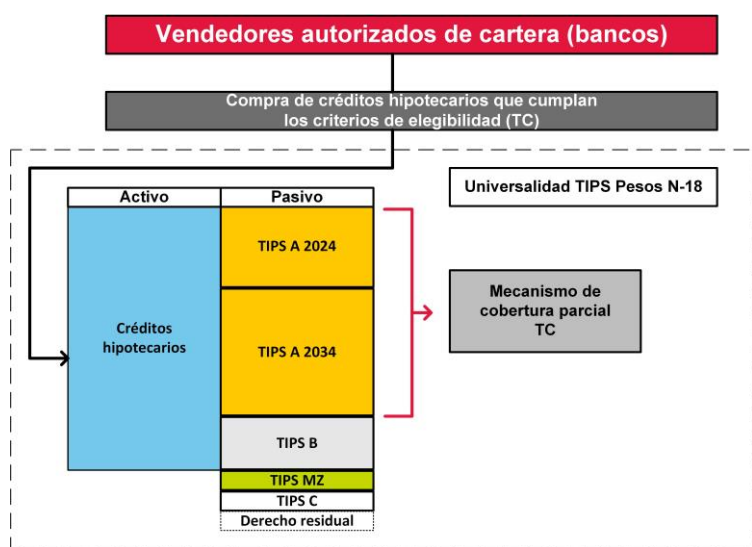 Vendedores autorizados de cartera (bancos)
Compra de créditos hipotecarios que cumplan
los criterios de elegibilidad (TC)
Universalidad TIPS Pesos N-18
Activo
Pasivo
TIPS A 2024
Créditos
hipotecarios
TIPS A 2034
TIPS B
TIPS MZ
TIPS C
Derecho residual
Mecanismo de
cobertura parcial
TC